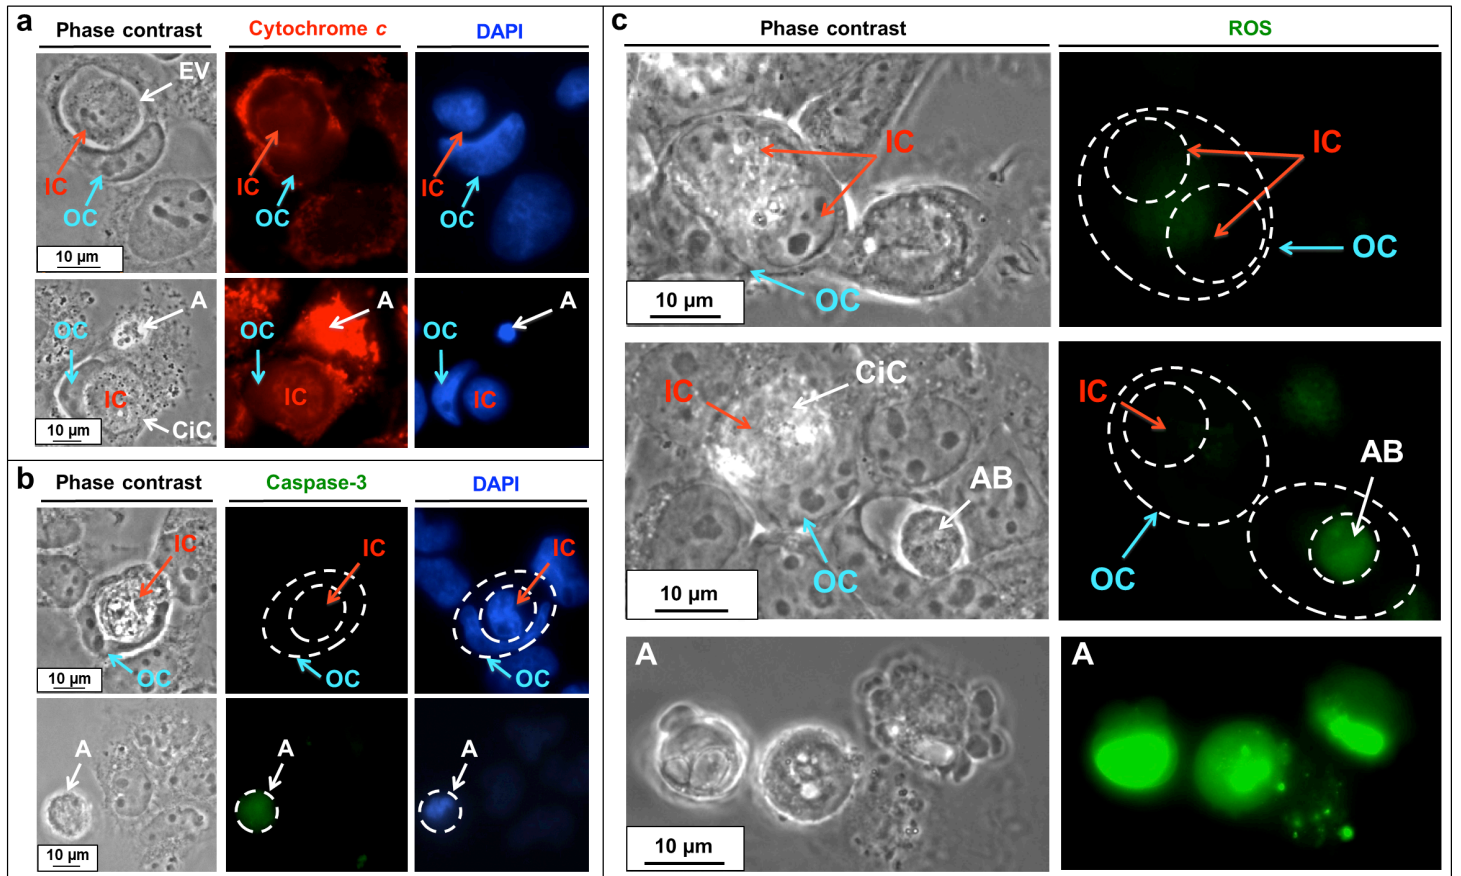 a
Phase contrast
Cytochrome c
DAPI
EV
IC
OC
10 µm
IC
OC
IC
OC
A
OC
IC
CiC
10 µm
A
OC
IC
A
OC
IC
b
Phase contrast
Caspase-3
DAPI
IC
OC
10 µm
IC
OC
IC
OC
A
10 µm
A
A
c
Phase contrast
ROS
IC
OC
10 µm
IC
OC
CiC
IC
AB
OC
10 µm
IC
AB
OC
A
10 µm
A